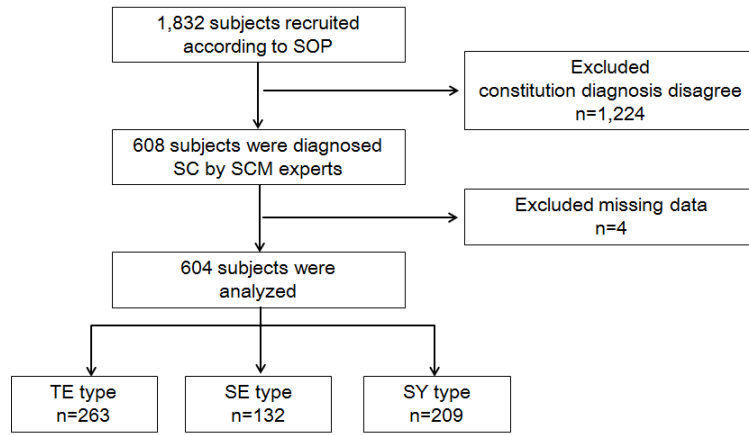 1,832 subjects recruited
according to SOP
Excluded
constitution diagnosis disagree
n=1,224
608 subjects were diagnosed
SC by SCM experts
Excluded missing data
n=4
604 subjects were
analyzed
TE type
n=263
SE type
n=132
SY type
n=209